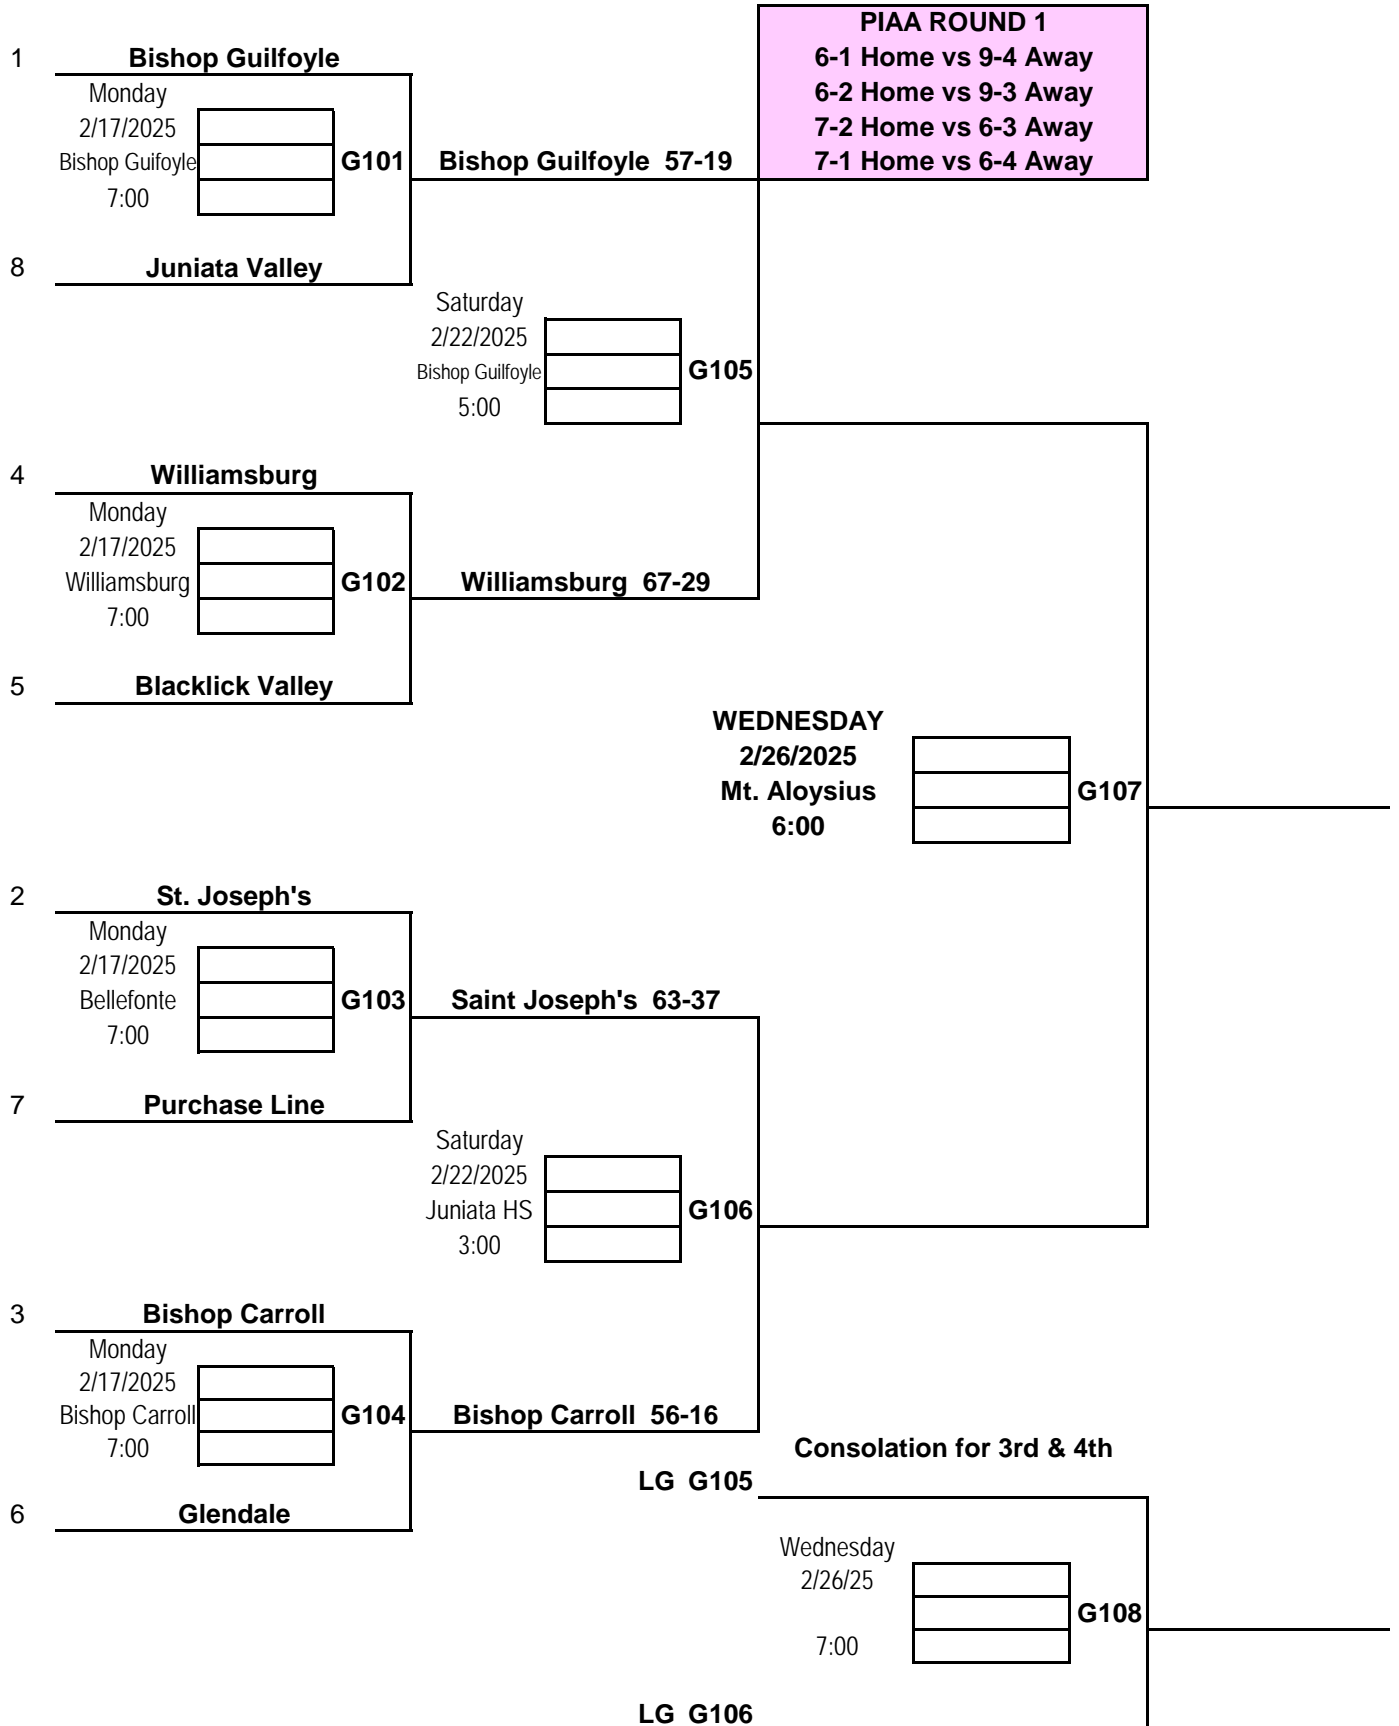 PIAA ROUND 1
6-1 Home vs 9-4 Away
6-2 Home vs 9-3 Away
7-2 Home vs 6-3 Away
7-1 Home vs 6-4 Away
1 Bishop Guilfoyle
Monday
2/17/2025
Bishop Guifoyle
7:00
G101
Bishop Guilfoyle 57-19
8 Juniata Valley
Saturday
2/22/2025
Bishop Guilfoyle
5:00
G105
4 Williamsburg
Monday
2/17/2025
Williamsburg
7:00
G102
Williamsburg 67-29
5 Blacklick Valley
WEDNESDAY
2/26/2025
Mt. Aloysius
6:00
G107
2 St. Joseph's
Monday
2/17/2025
Bellefonte
7:00
G103
Saint Joseph's 63-37
7 Purchase Line
Saturday
2/22/2025
Juniata HS
3:00
G106
3 Bishop Carroll
Monday
2/17/2025
Bishop Carroll
7:00
G104
Bishop Carroll 56-16
6 Glendale
Consolation for 3rd & 4th
LG G105
Wednesday
2/26/25
7:00
G108
LG G106